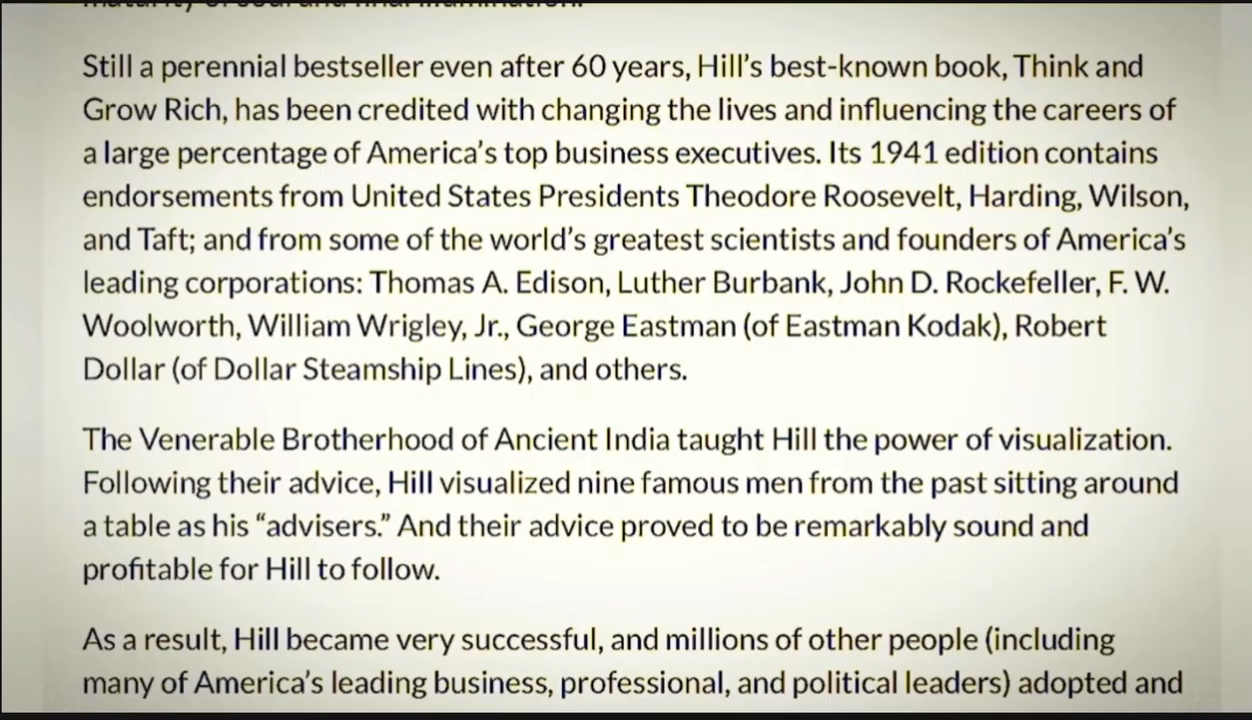 Still a perennial bestseller even after 60 years, Hill's best-known book, Think and
Grow Rich, has been credited with changing the lives and influencing the careers of
a large percentage of America's top business executives. Its 1941 edition contains
endorsements from United States Presidents Theodore Roosevelt, Harding, Wilson,
and Taft; and from some of the world's greatest scientists and founders of America's
leading corporations: Thomas A. Edison, Luther Burbank, John D. Rockefeller, F. W.
Woolworth, William Wrigley, Jr., George Eastman (of Eastman Kodak), Robert
Dollar (of Dollar Steamship Lines), and others.
The Venerable Brotherhood of Ancient India taught Hill the power of visualization.
Following their advice, Hill visualized nine famous men from the past sitting around
a table as his “advisers.” And their advice proved to be remarkably sound and
profitable for Hill to follow.
As a result, Hill became very successful, and millions of other people (including
many of America's leading business, professional, and political leaders) adopted and